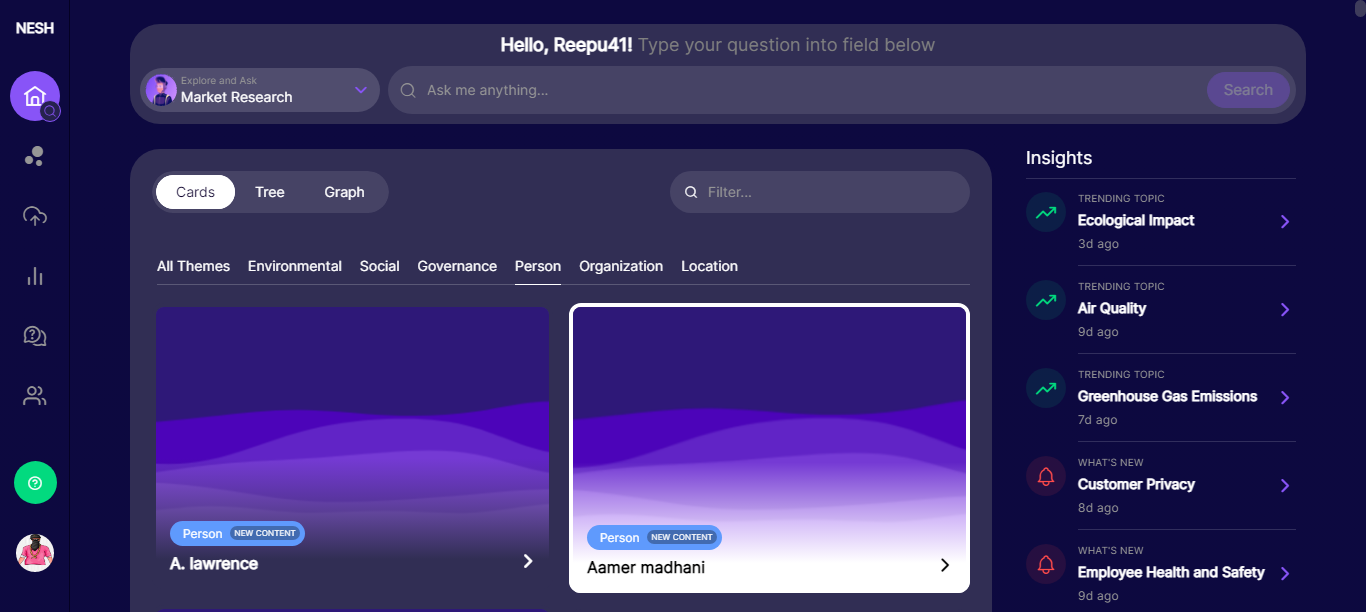 NESH
Hello, Reepu41! Type your question into field below
Explore and Ask
Market Research
Ask me anything...
Search
Cards
Tree
Graph
Filter...
All Themes
Environmental
Social
Governance
Person
Organization
Location
Person NEW CONTENT
A. lawrence
Person NEW CONTENT
Aamer madhani
Insights
TRENDING TOPIC
Ecological Impact
3d ago
TRENDING TOPIC
Air Quality
9d ago
TRENDING TOPIC
Greenhouse Gas Emissions
7d ago
WHAT'S NEW
Customer Privacy
8d ago
WHAT'S NEW
Employee Health and Safety
9d ago